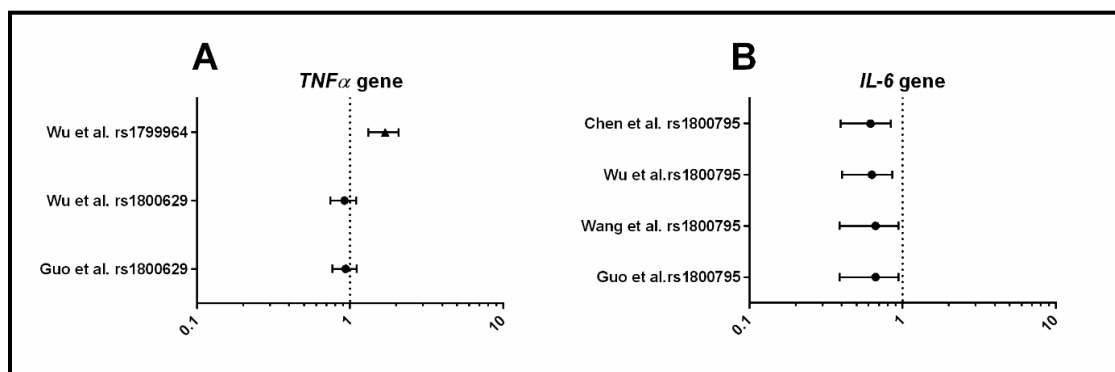 A
TNFα gene
Wu et al. rs1799964
Wu et al. rs1800629
Guo et al. rs1800629
0.1
1
10
B
IL-6 gene
Chen et al. rs1800795
Wu et al.rs1800795
Wang et al. rs1800795
Guo et al.rs1800795
0.1
1
10